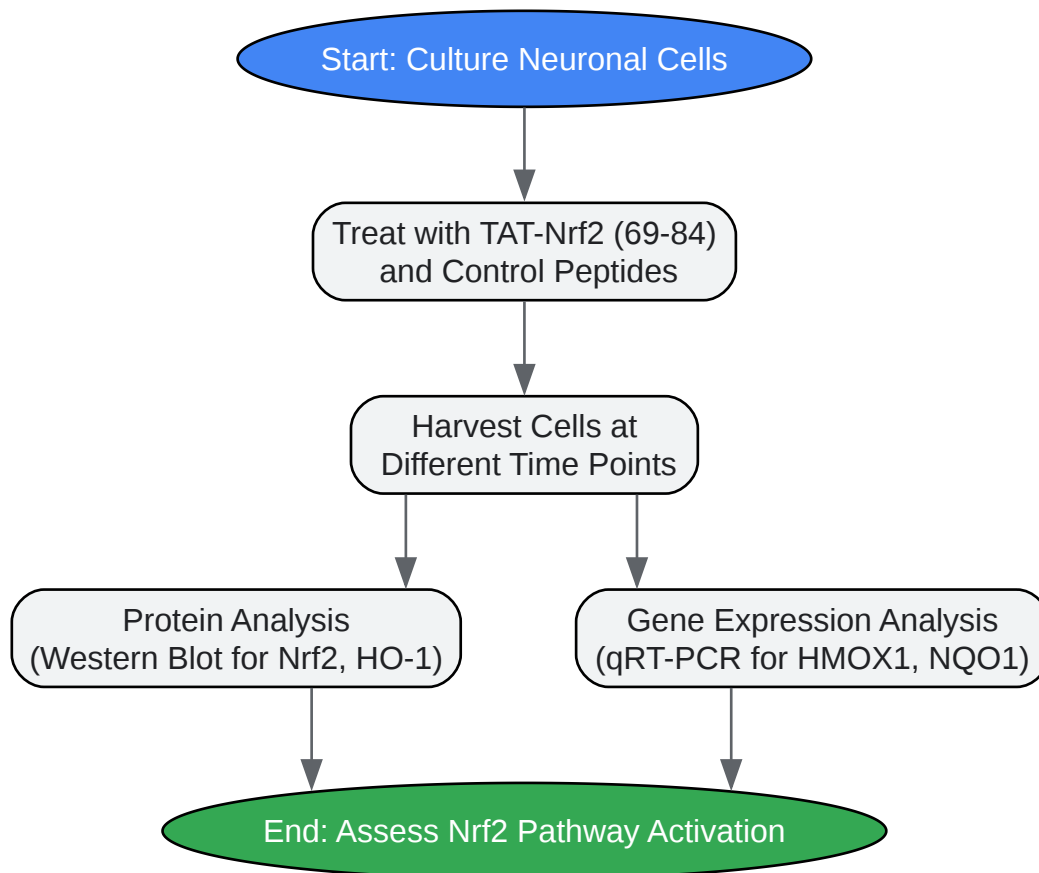 Start: Culture Neuronal Cells
Treat with TAT-Nrf2 (69-84)
and Control Peptides
Harvest Cells at
Different Time Points
Protein Analysis
(Western Blot for Nrf2, HO-1)
Gene Expression Analysis
(qRT-PCR for HMOX1, NQO1)
End: Assess Nrf2 Pathway Activation